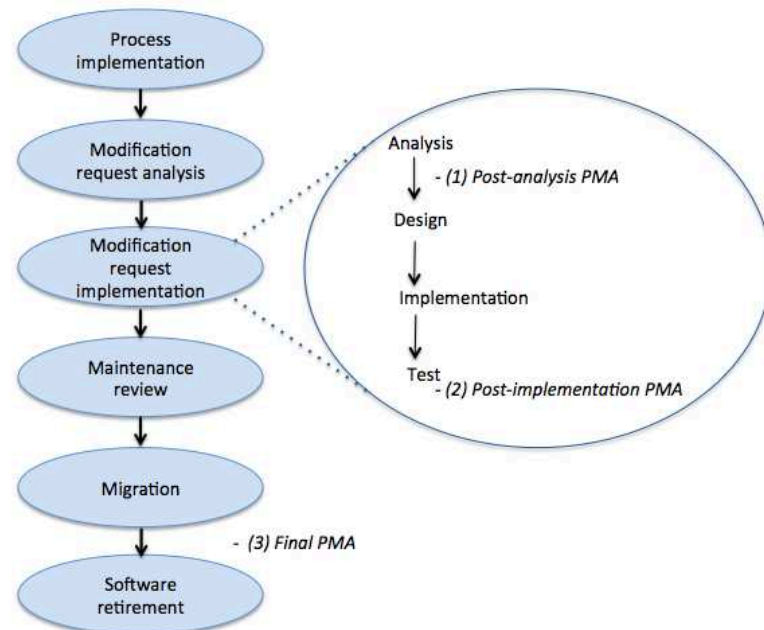 Process
implementation
Modification
request analysis
Modification
request
implementation
Maintenance
review
Migration
- (3) Final PMA
Software
retirement
Analysis
- (1) Post-analysis PMA
Design
Implementation
Test
- (2) Post-implementation PMA